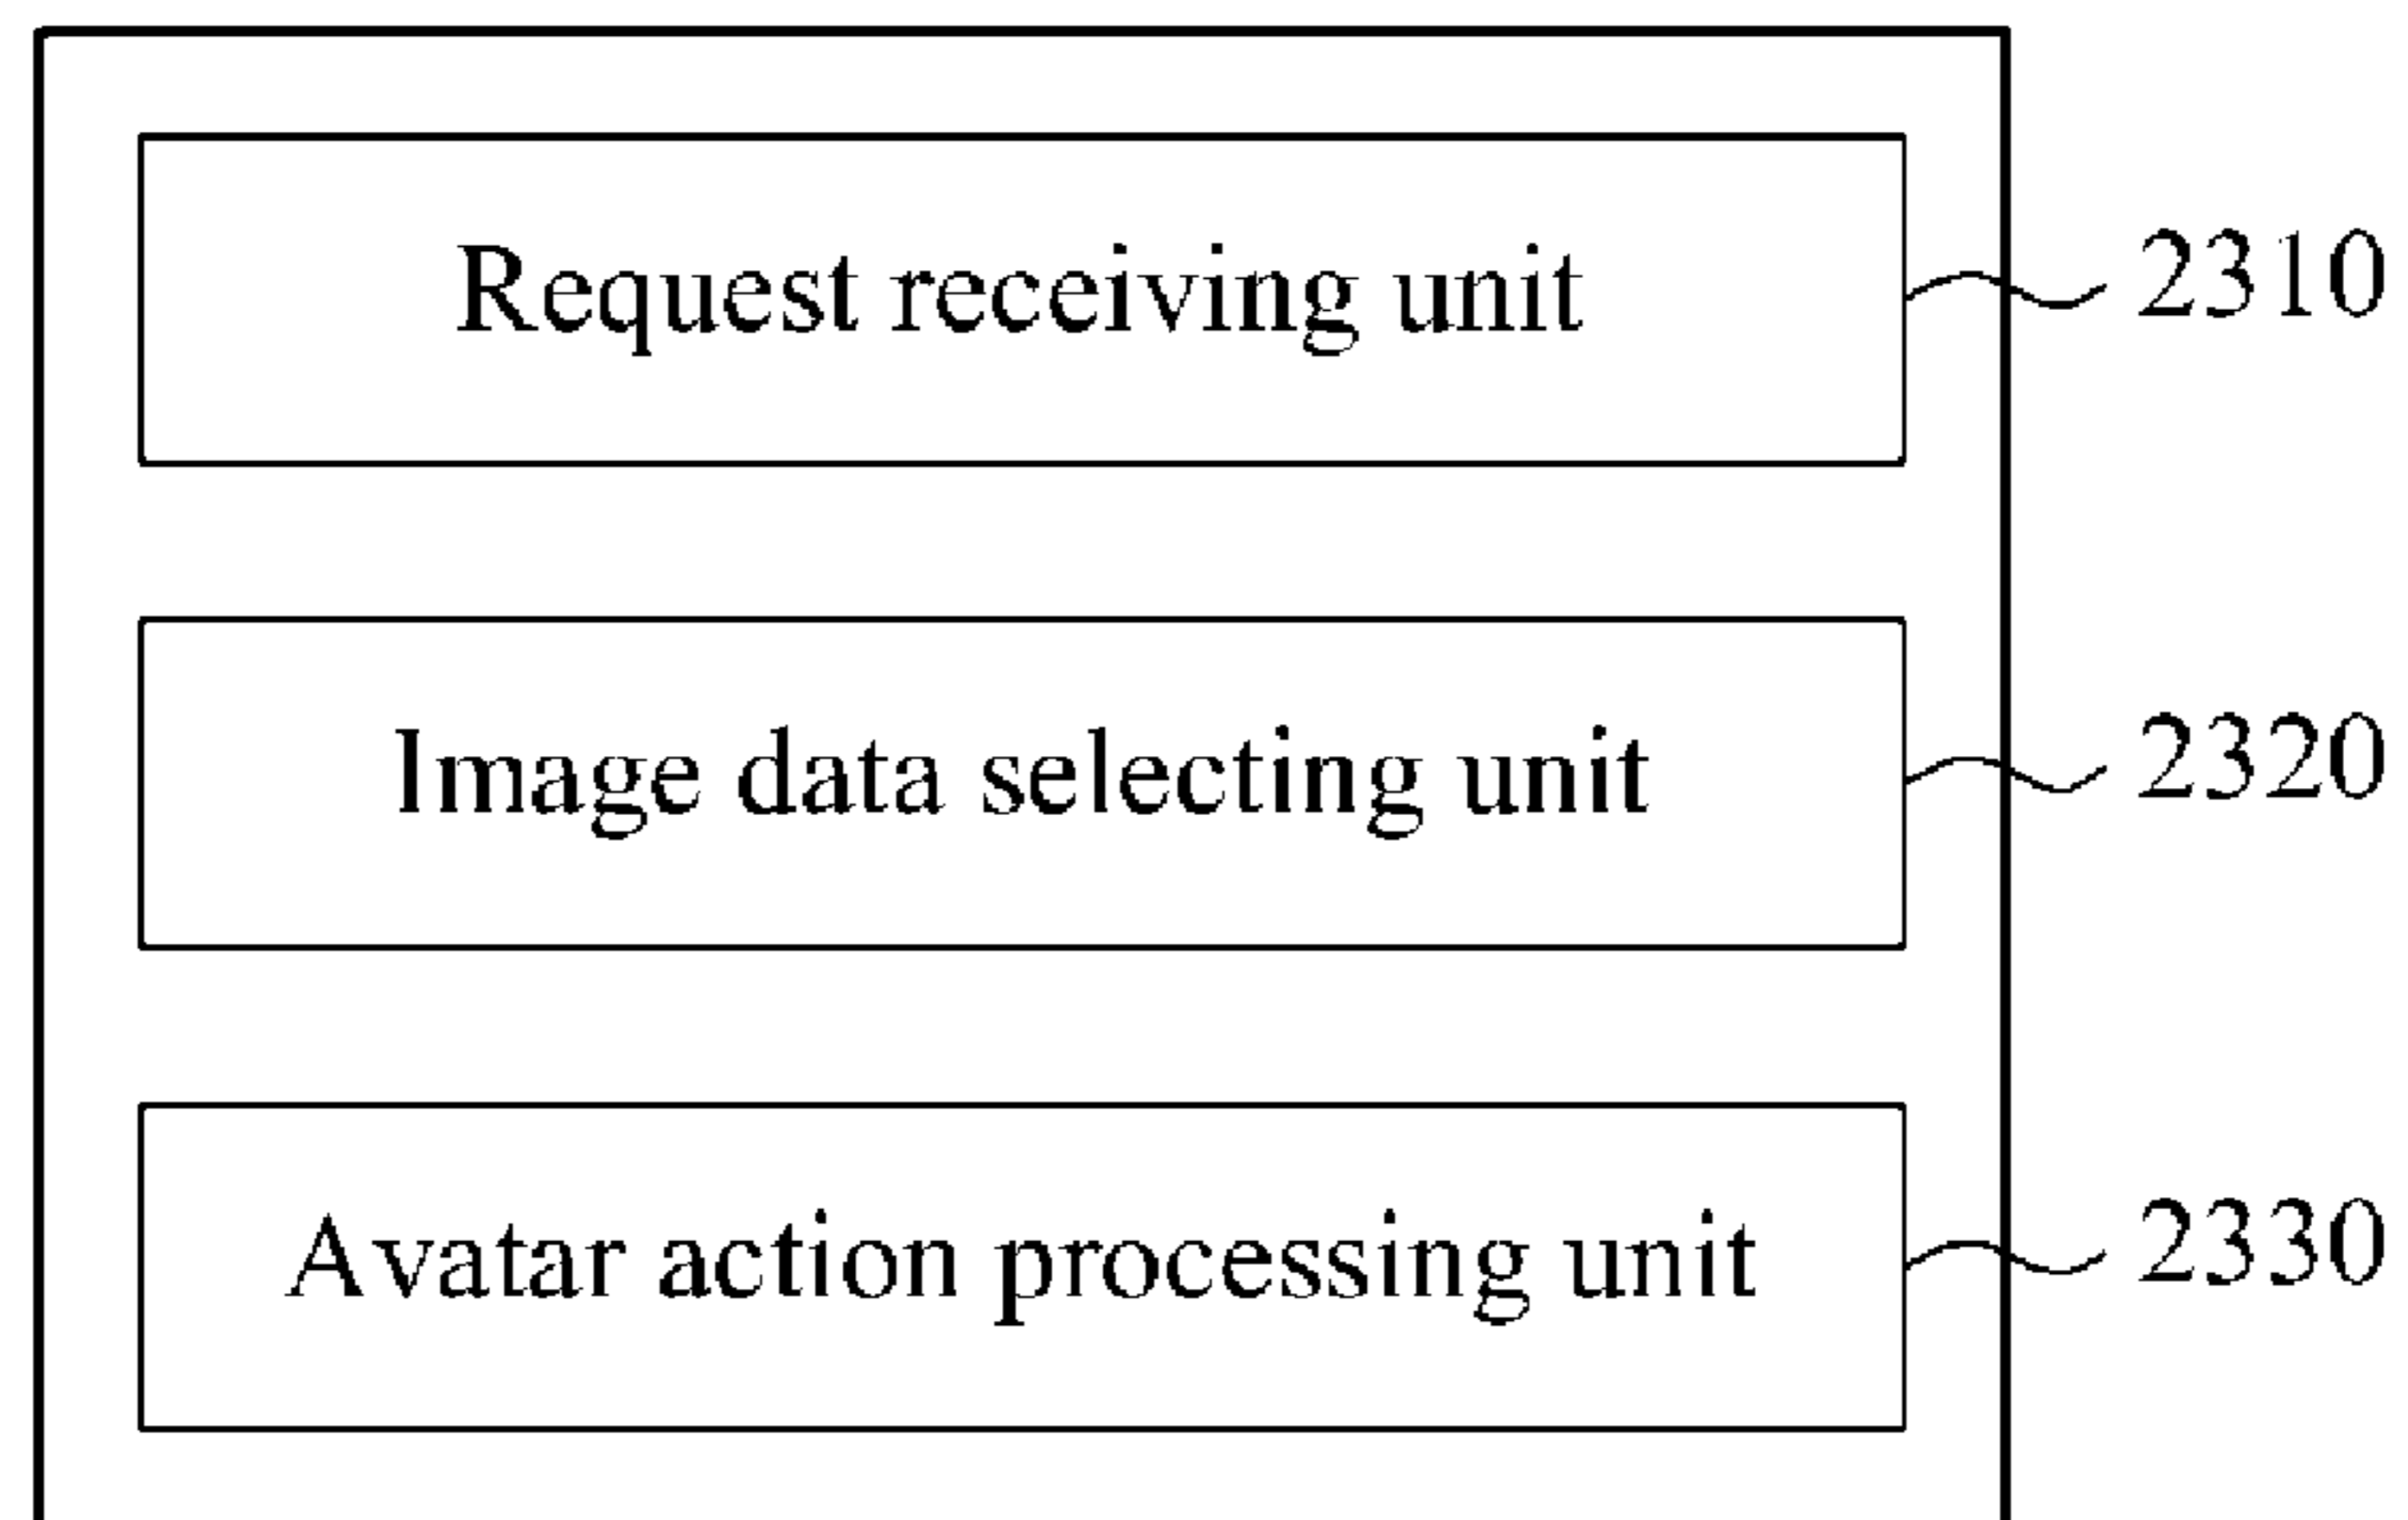 Request receiving unit 2310
Image data selecting unit 2320
Avatar action processing unit 2330